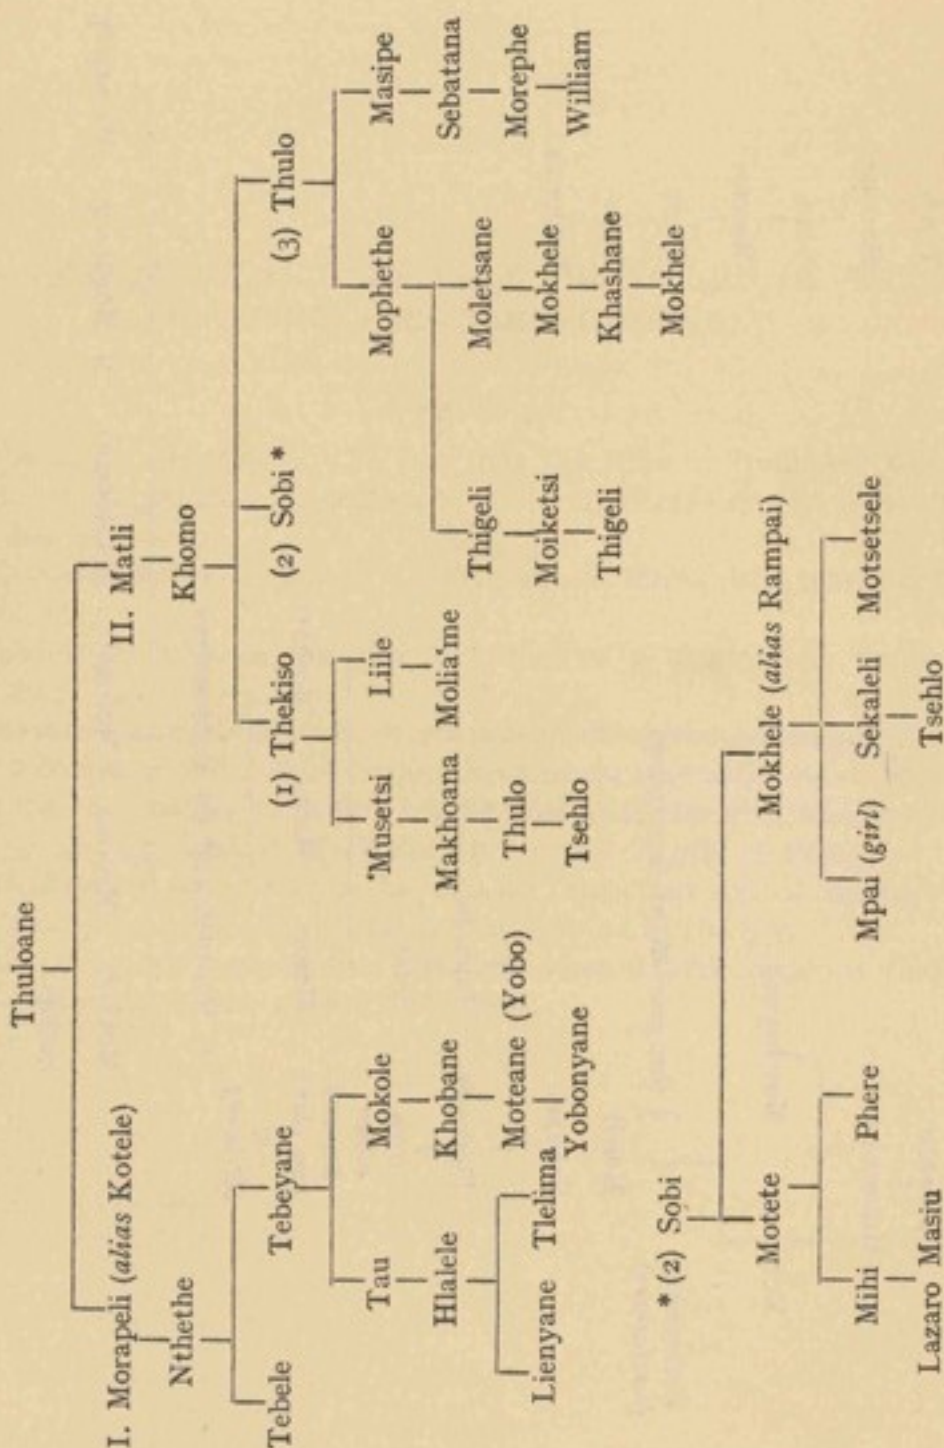 Thuloane
I. Morapeli (alias Kotele) II. Matli
Nthethe Khomo
Tebele Tebeyane (1) Thekiso (2) Sobi * (3) Thulo
Tau Mokole 'Musetsi Liile Mophethe Masipe
Hlalele Khobane Makhoana Molia'me Sebatana
Thigeli Moletsane
Lienyane Tlelima Moteane (Yobo) Thulo Moiketsi Mokhele Morephe
Yobonyane Tsehlo Thigeli Khashane William
Mokhele
* (2) Sobi
Motete Mokhele (alias Rampai)
Mihi Phere Mpai (girl) Sekaleli Motsetsele
Lazaro Masiu Tsehlo